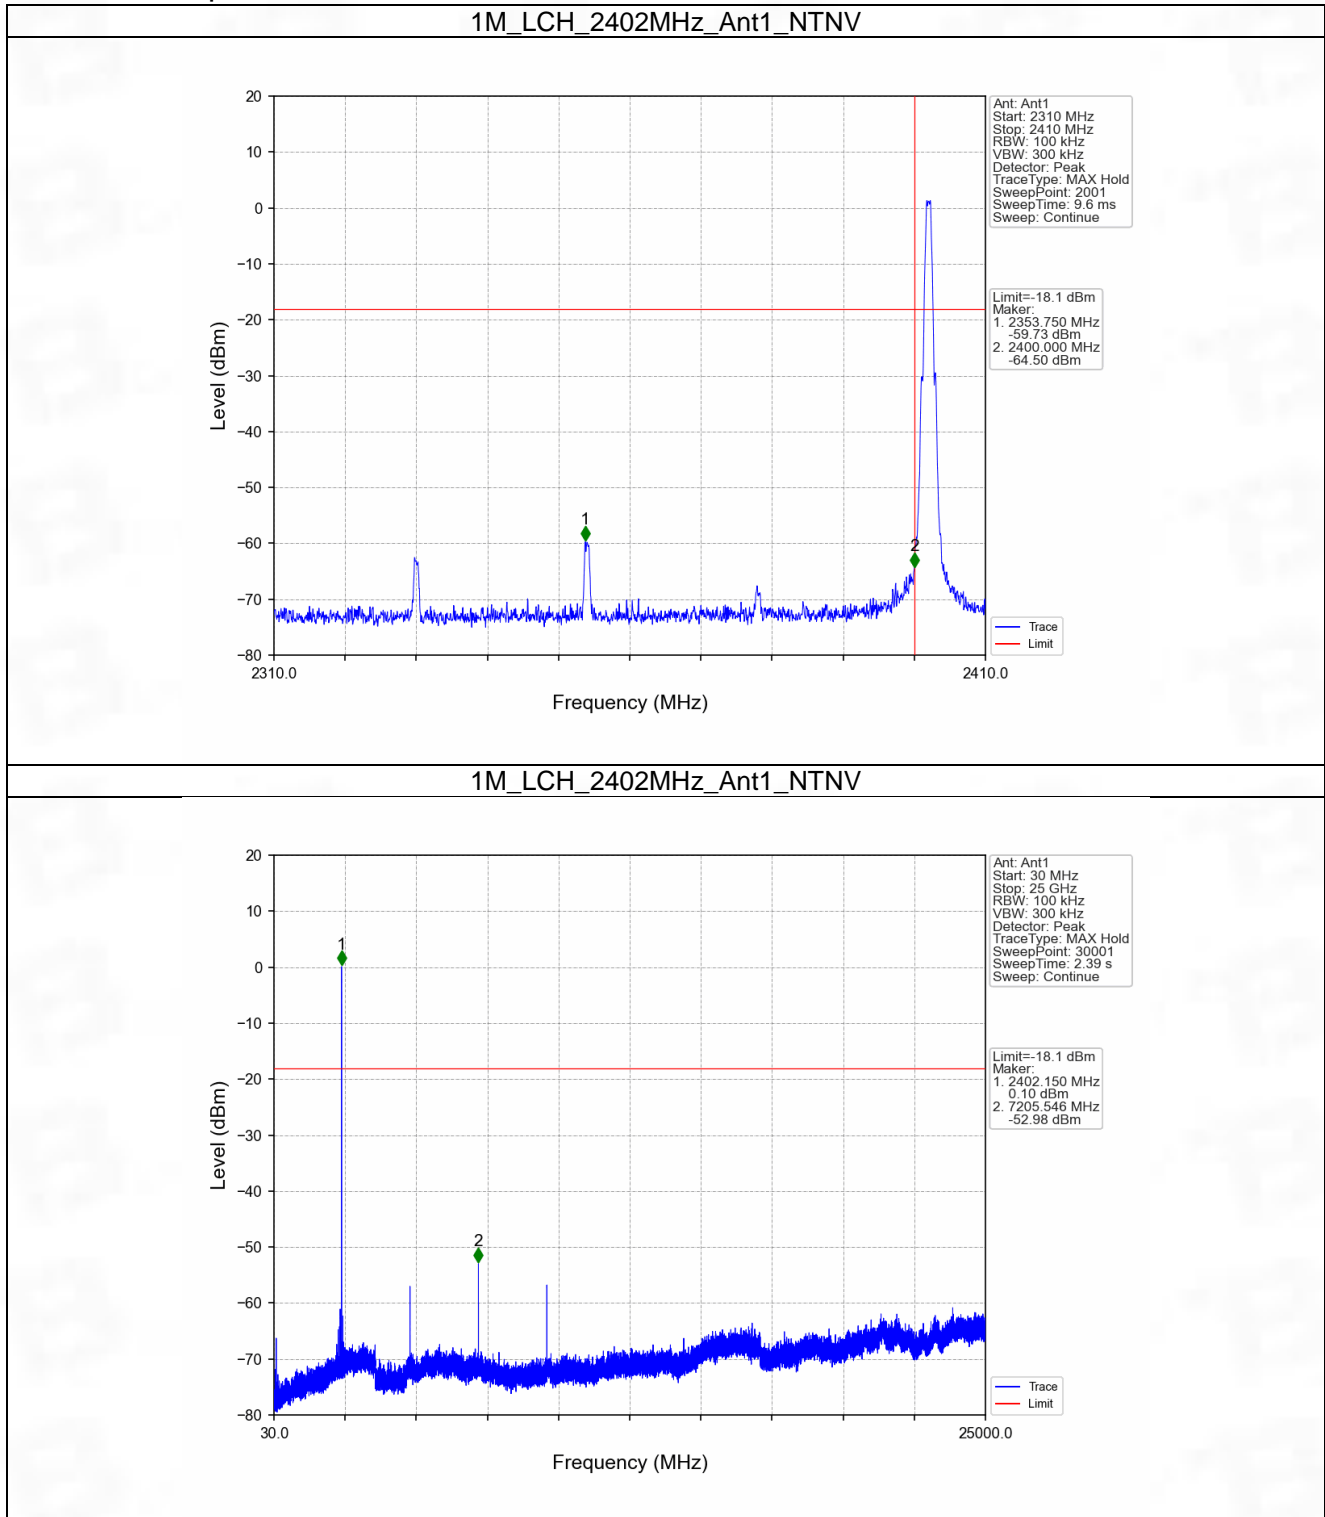 1M_LCH_2402MHz_Ant1_NTNV
20
10
0
−10
−20
−30
−40
−50
−60
−70
−80
Level (dBm)
1
2
2310.0
2410.0
Frequency (MHz)
Ant: Ant1
Start: 2310 MHz
Stop: 2410 MHz
RBW: 100 kHz
VBW: 300 kHz
Detector: Peak
TraceType: MAX Hold
SweepPoint: 2001
SweepTime: 9.6 ms
Sweep: Continue
Limit=-18.1 dBm
Maker:
1. 2353.750 MHz
-59.73 dBm
2. 2400.000 MHz
-64.50 dBm
Trace
Limit
1M_LCH_2402MHz_Ant1_NTNV
20
10
0
−10
−20
−30
−40
−50
−60
−70
−80
Level (dBm)
1
2
30.0
25000.0
Frequency (MHz)
Ant: Ant1
Start: 30 MHz
Stop: 25 GHz
RBW: 100 kHz
VBW: 300 kHz
Detector: Peak
TraceType: MAX Hold
SweepPoint: 30001
SweepTime: 2.39 s
Sweep: Continue
Limit=-18.1 dBm
Maker:
1. 2402.150 MHz
0.10 dBm
2. 7205.546 MHz
-52.98 dBm
Trace
Limit